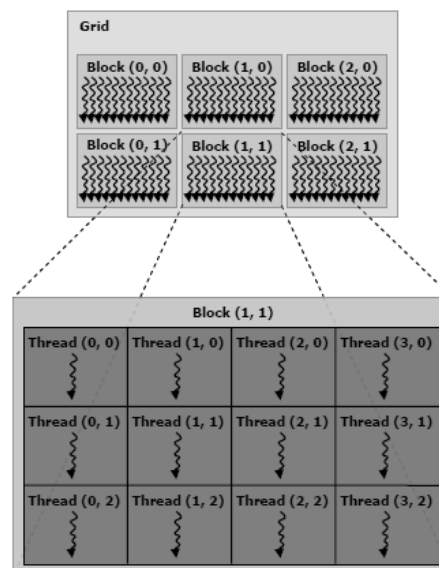 Grid
Block (0, 0) Block (1, 0) Block (2, 0)
Block (0, 1) Block (1, 1) Block (2, 1)
Block (1, 1)
Thread (0, 0) Thread (1, 0) Thread (2, 0) Thread (3, 0)
Thread (0, 1) Thread (1, 1) Thread (2, 1) Thread (3, 1)
Thread (0, 2) Thread (1, 2) Thread (2, 2) Thread (3, 2)